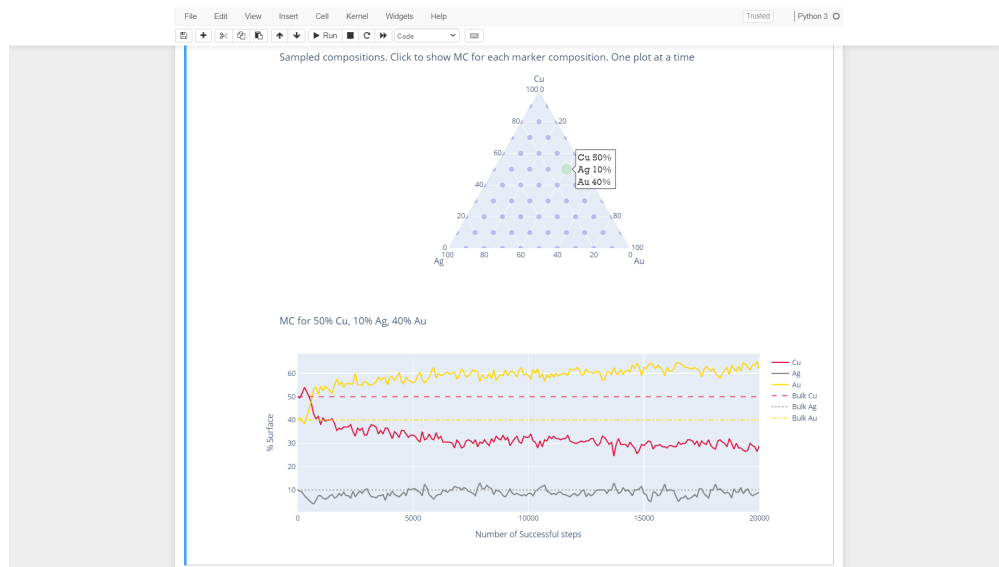 File Edit View Insert Cell Kernel Widgets Help Trusted Python 3
Run Code
Sampled compositions. Click to show MC for each marker composition. One plot at a time
Cu
100 0
80 20
60
Cu 50%
Ag 10%
Au 40%
40
20 80
0 100
100 80 60 40 20 0
Ag Au
MC for 50% Cu, 10% Ag, 40% Au
% Surface
60
50
40
30
20
10
0 5000 10000 15000 20000
Number of Successful steps
Cu
Ag
Au
Bulk Cu
Bulk Ag
Bulk Au